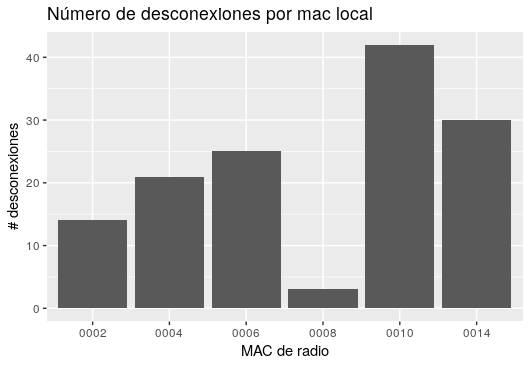 Número de desconexIones por mac local
# desconexIones
40
30
20
10
0
0002 0004 0006 0008 0010 0014
MAC de radio